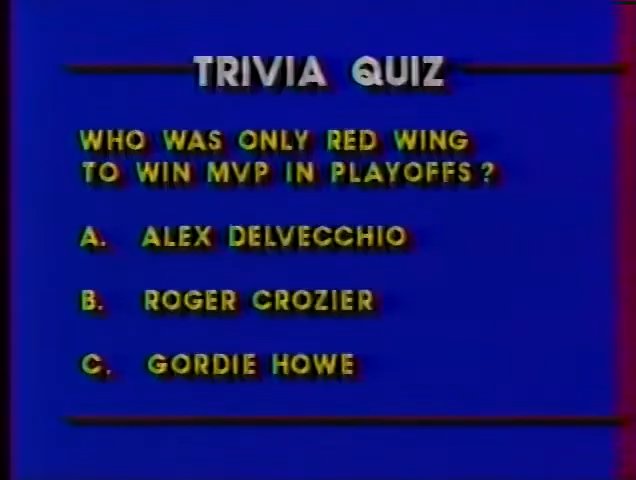 TRIVIA QUIZ
WHO WAS ONLY RED WING
TO WIN MVP IN PLAYOFFS?
A. ALEX DELVECCHIO
B. ROGER CROZIER
C. GORDIE HOWE